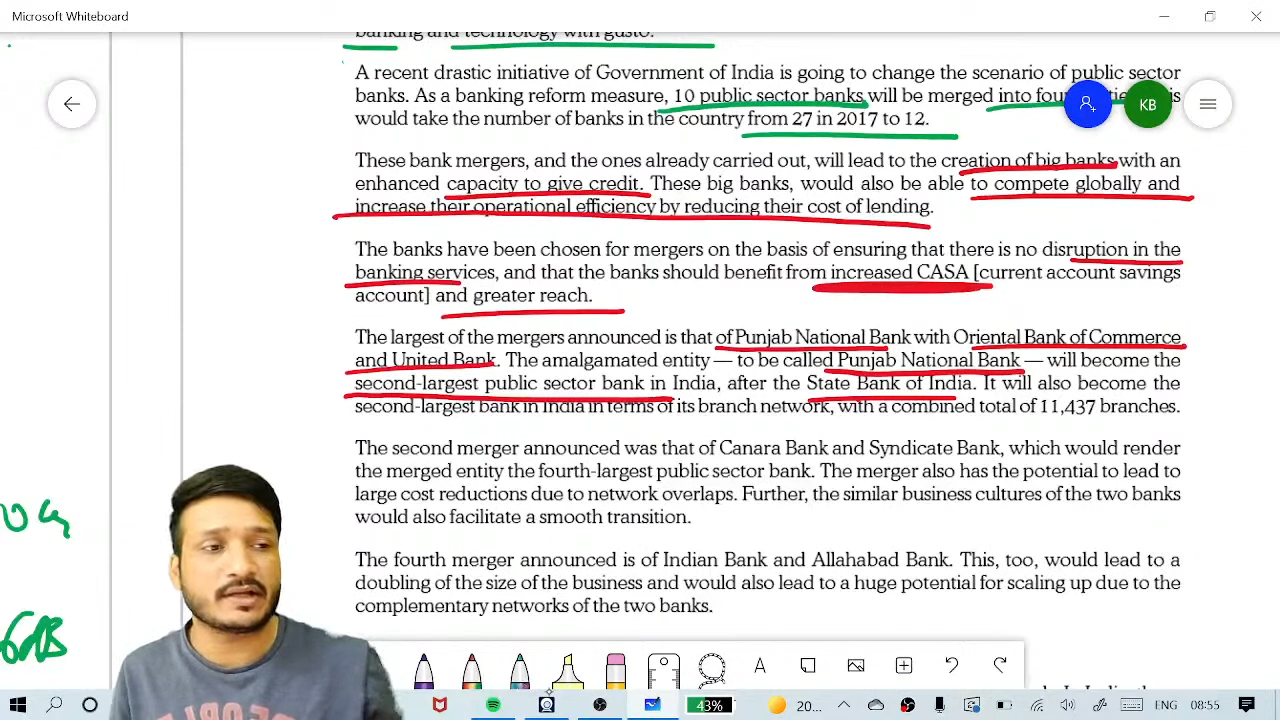 Microsoft Whiteboard
banking and technology with gusto.
A recent drastic initiative of Government of India is going to change the scenario of public sector
banks. As a banking reform measure, 10 public sector banks will be merged into four
would take the number of banks in the country from 27 in 2017 to 12.
KB
These bank mergers, and the ones already carried out, will lead to the creation of big banks with an
enhanced capacity to give credit. These big banks, would also be able to compete globally and
increase their operational efficiency by reducing their cost of lending.
The banks have been chosen for mergers on the basis of ensuring that there is no disruption in the
banking services, and that the banks should benefit from increased CASA [current account savings
account] and greater reach.
The largest of the mergers announced is that of Punjab National Bank with Oriental Bank of Commerce
and United Bank. The amalgamated entity — to be called Punjab National Bank — will become the
second-largest public sector bank in India, after the State Bank of India. It will also become the
second-largest bank in India in terms of its branch network, with a combined total of 11,437 branches.
The second merger announced was that of Canara Bank and Syndicate Bank, which would render
the merged entity the fourth-largest public sector bank. The merger also has the potential to lead to
large cost reductions due to network overlaps. Further, the similar business cultures of the two banks
would also facilitate a smooth transition.
The fourth merger announced is of Indian Bank and Allahabad Bank. This, too, would lead to a
doubling of the size of the business and would also lead to a huge potential for scaling up due to the
complementary networks of the two banks.
A
43%
20...
ENG
08:55